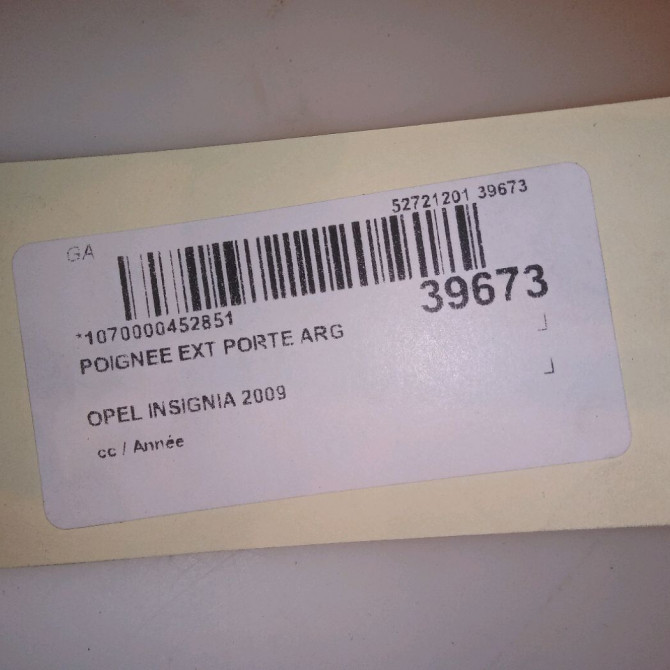 GA
52721201 39673
39673
*1070000452851
POIGNEE EXT PORTE ARG
OPEL INSIGNIA 2009
cc / Année